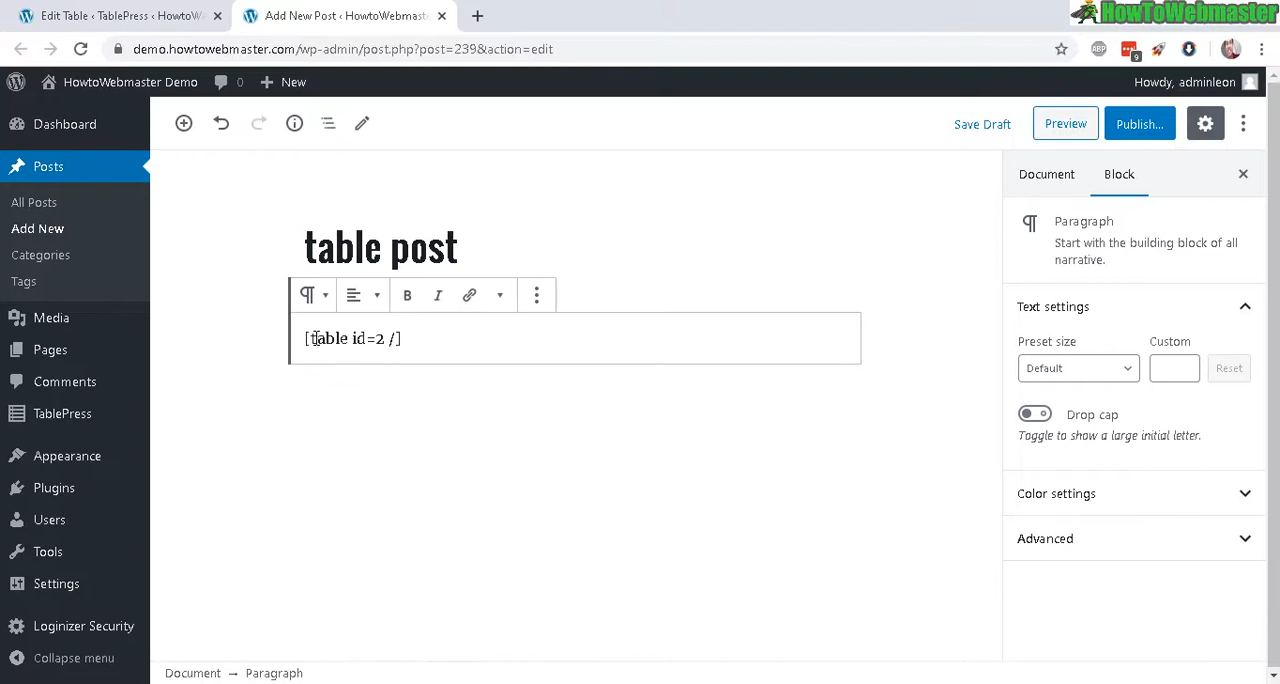 Edit Table ‹ TablePress ‹ HowtoWe
Add New Post ‹ HowtoWebmast
HowToWebmaster
demo.howtowebmaster.com/wp-admin/post.php?post=239&action=edit
ABP
9
HowtoWebmaster Demo
0
New
Howdy, adminleon
Dashboard
Save Draft
Preview
Publish...
Posts
Document
Block
All Posts
Add New
Categories
Tags
Paragraph
Start with the building block of all
narrative.
table post
B
I
Media
Text settings
[table id=2 /]
Preset size
Custom
Pages
Default
Reset
Comments
TablePress
Drop cap
Toggle to show a large initial letter.
Appearance
Plugins
Color settings
Users
Advanced
Tools
Settings
Loginizer Security
Collapse menu
Document → Paragraph